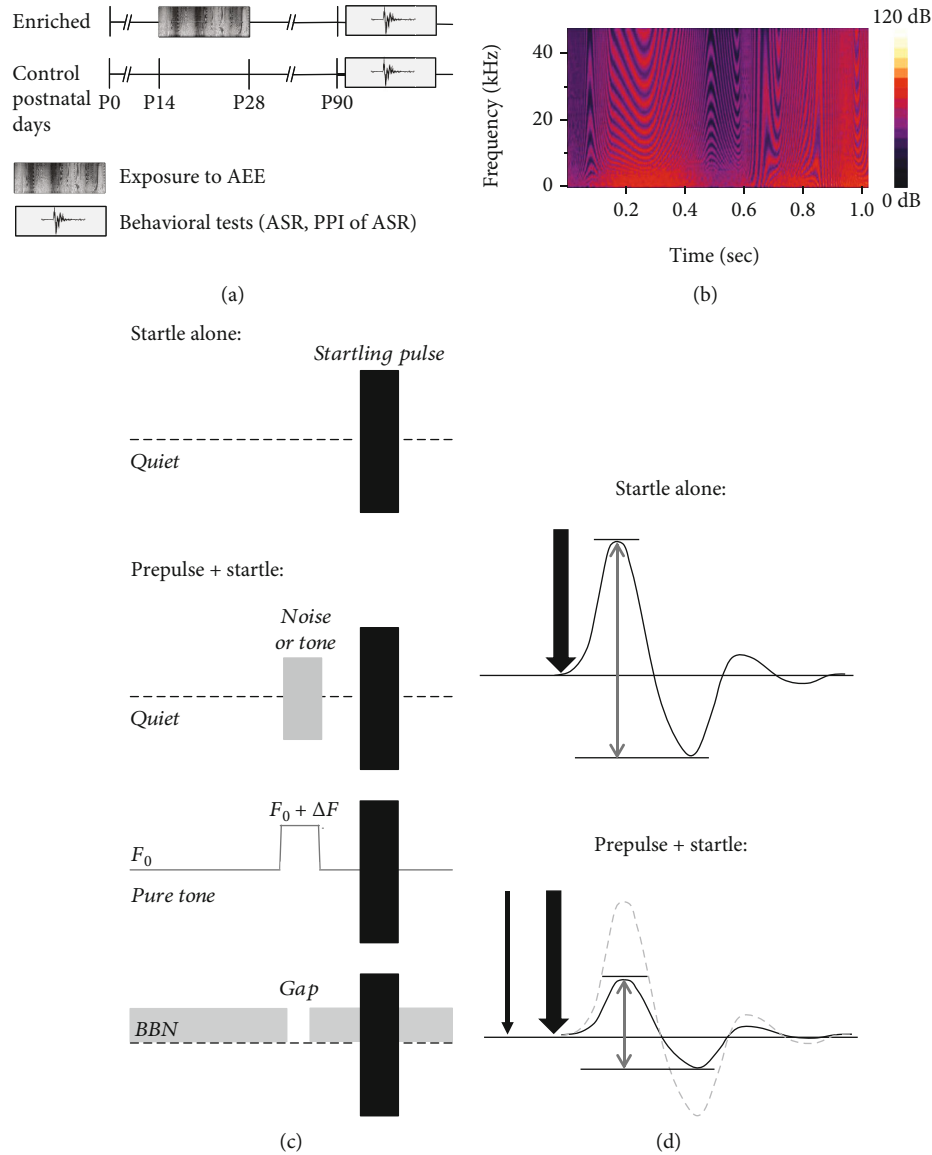 Enriched
Control
postnatal
days
P0
P14
P28
P90
Exposure to AEE
Behavioral tests (ASR, PPI of ASR)
(a)
120 dB
40
20
0
Frequency (kHz)
0 dB
0.2
0.4
0.6
0.8
1.0
Time (sec)
(b)
Startle alone:
Startling pulse
Quiet
Prepulse + startle:
Noise
or tone
Quiet
F₀ + ΔF
F₀
Pure tone
Gap
BBN
(c)
Startle alone:
Prepulse + startle:
(d)